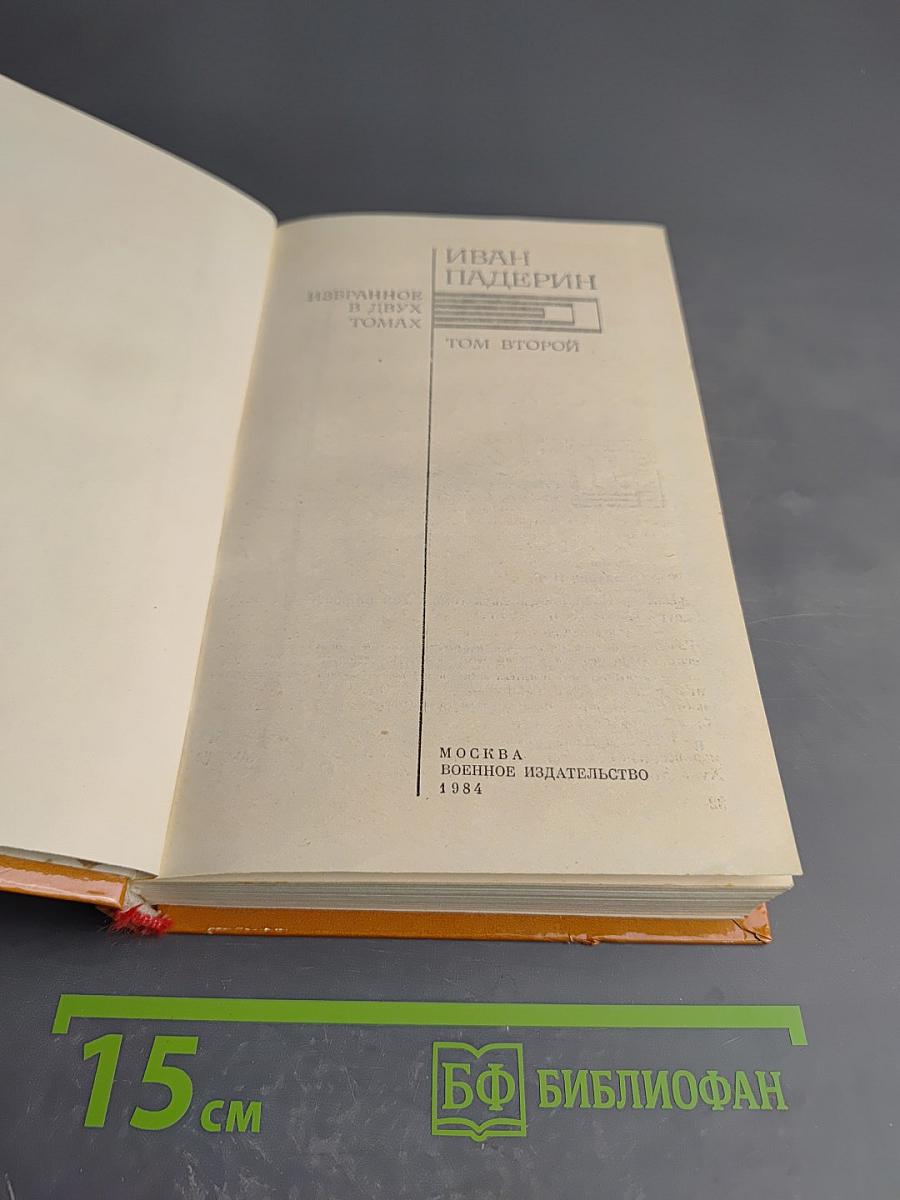 ИВАН
ПАДЕРИН
ИЗБРАННОЕ
В ДВУХ
ТОМАХ
ТОМ ВТОРОЙ
МОСКВА
ВОЕННОЕ ИЗДАТЕЛЬСТВО
1984
15 см
БФ БИБЛИОФАН